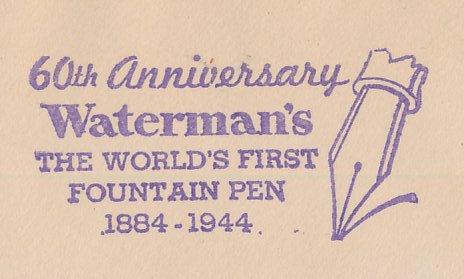 60th Anniversary
Waterman's
THE WORLD'S FIRST
FOUNTAIN PEN
1884-1944